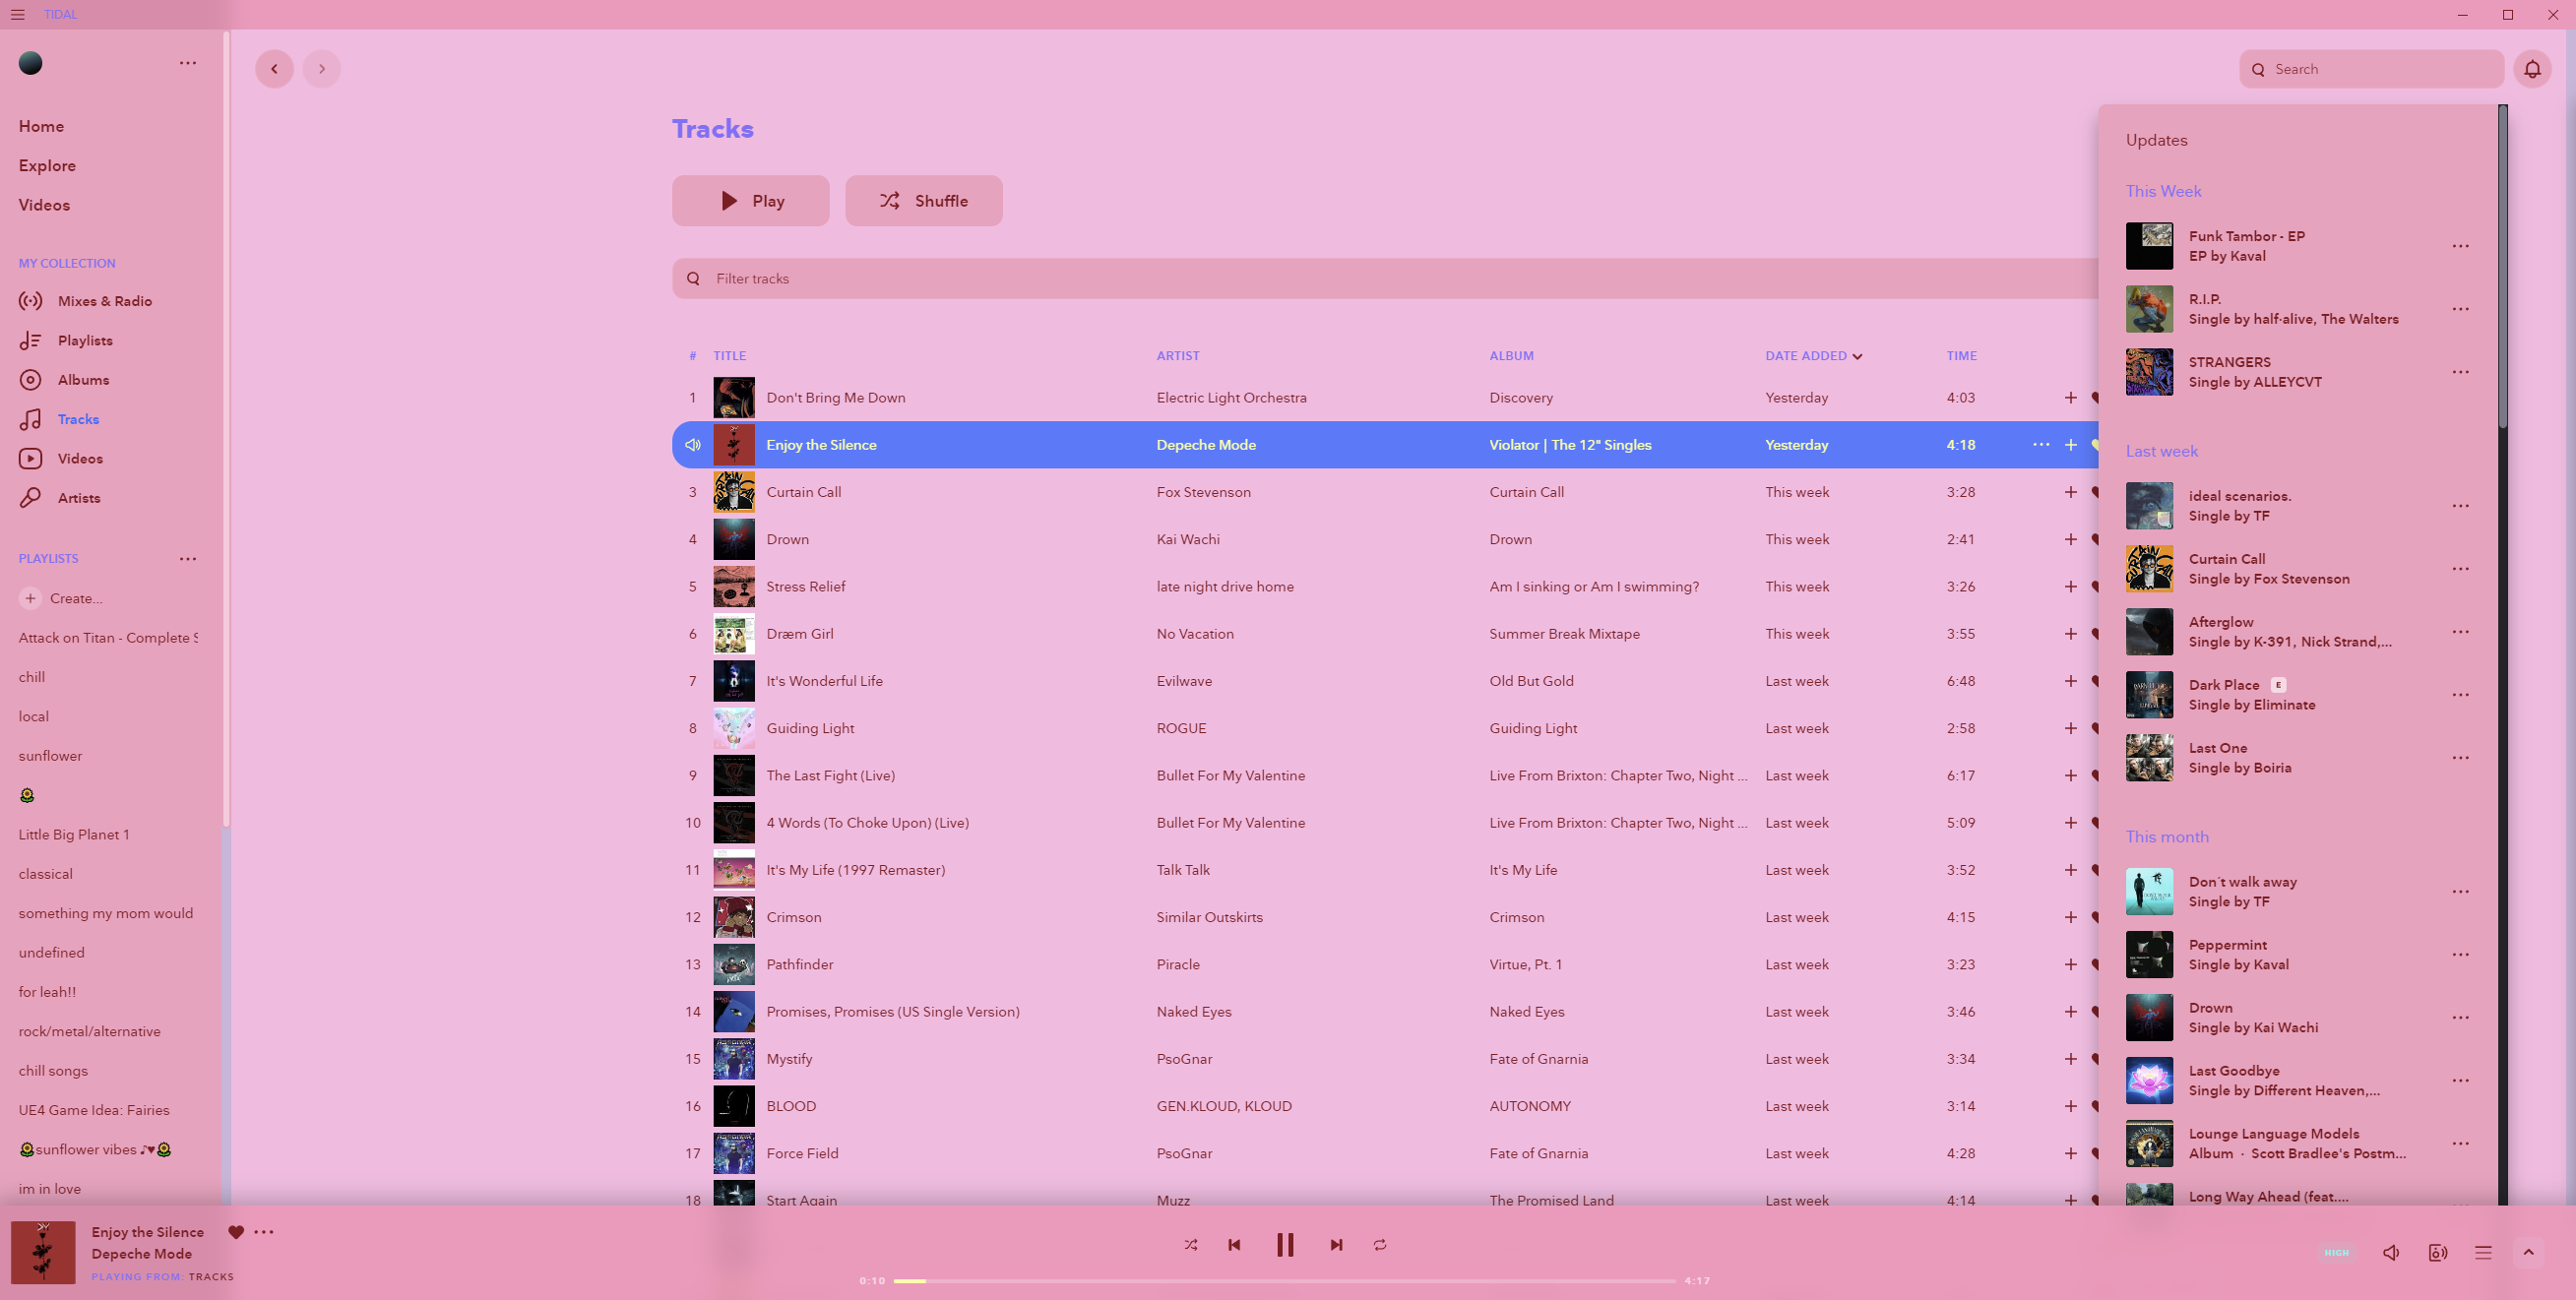 TIDAL
Search
Home
Explore
Videos
MY COLLECTION
Mixes & Radio
Playlists
Albums
Tracks
Videos
Artists
PLAYLISTS
Create...
Attack on Titan - Complete S
chill
local
sunflower
🌻
Little Big Planet 1
classical
something my mom would
undefined
for leah!!
rock/metal/alternative
chill songs
UE4 Game Idea: Fairies
🌻sunflower vibes ♪♥🌻
im in love
Tracks
Play Shuffle
Filter tracks
# TITLE ARTIST ALBUM DATE ADDED TIME
1 Don't Bring Me Down Electric Light Orchestra Discovery Yesterday 4:03
Enjoy the Silence Depeche Mode Violator | The 12" Singles Yesterday 4:18
3 Curtain Call Fox Stevenson Curtain Call This week 3:28
4 Drown Kai Wachi Drown This week 2:41
5 Stress Relief late night drive home Am I sinking or Am I swimming? This week 3:26
6 Dræm Girl No Vacation Summer Break Mixtape This week 3:55
7 It's Wonderful Life Evilwave Old But Gold Last week 6:48
8 Guiding Light ROGUE Guiding Light Last week 2:58
9 The Last Fight (Live) Bullet For My Valentine Live From Brixton: Chapter Two, Night ... Last week 6:17
10 4 Words (To Choke Upon) (Live) Bullet For My Valentine Live From Brixton: Chapter Two, Night ... Last week 5:09
11 It's My Life (1997 Remaster) Talk Talk It's My Life Last week 3:52
12 Crimson Similar Outskirts Crimson Last week 4:15
13 Pathfinder Piracle Virtue, Pt. 1 Last week 3:23
14 Promises, Promises (US Single Version) Naked Eyes Naked Eyes Last week 3:46
15 Mystify PsoGnar Fate of Gnarnia Last week 3:34
16 BLOOD GEN.KLOUD, KLOUD AUTONOMY Last week 3:14
17 Force Field PsoGnar Fate of Gnarnia Last week 4:28
18 Start Again Muzz The Promised Land Last week 4:14
Updates
This Week
Funk Tambor - EP
EP by Kaval
R.I.P.
Single by half·alive, The Walters
STRANGERS
Single by ALLEYCVT
Last week
ideal scenarios.
Single by TF
Curtain Call
Single by Fox Stevenson
Afterglow
Single by K-391, Nick Strand,...
Dark Place E
Single by Eliminate
Last One
Single by Boiria
This month
Don´t walk away
Single by TF
Peppermint
Single by Kaval
Drown
Single by Kai Wachi
Last Goodbye
Single by Different Heaven,...
Lounge Language Models
Album · Scott Bradlee's Postm...
Long Way Ahead (feat....
Enjoy the Silence
Depeche Mode
PLAYING FROM: TRACKS
0:10 4:17
HIGH